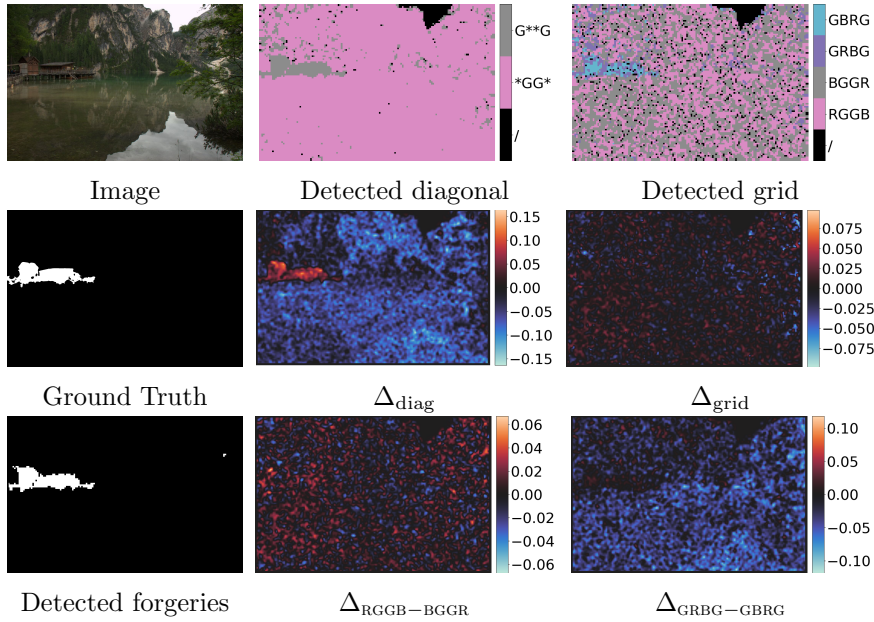 G**G
*GG*
/
GBRG
GRBG
BGGR
RGGB
/
Image
Detected diagonal
Detected grid
0.15
0.10
0.05
0.00
−0.05
−0.10
−0.15
0.075
0.050
0.025
0.000
−0.025
−0.050
−0.075
Ground Truth
Δdiag
Δgrid
0.06
0.04
0.02
0.00
−0.02
−0.04
−0.06
0.10
0.05
0.00
−0.05
−0.10
Detected forgeries
ΔRGGB−BGGR
ΔGRBG−GBRG